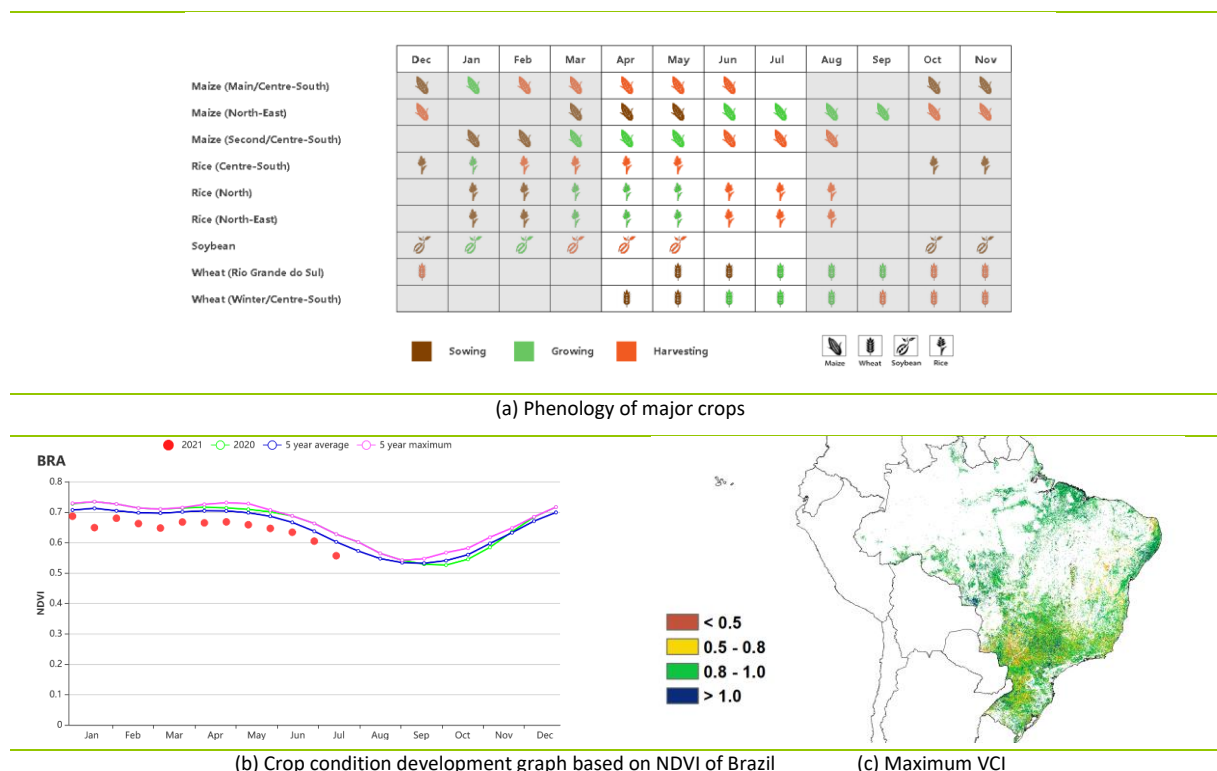 Dec Jan Feb Mar Apr May Jun Jul Aug Sep Oct Nov
Maize (Main/Centre-South)
Maize (North-East)
Maize (Second/Centre-South)
Rice (Centre-South)
Rice (North)
Rice (North-East)
Soybean
Wheat (Rio Grande do Sul)
Wheat (Winter/Centre-South)
Sowing Growing Harvesting
Maize Wheat Soybean Rice
(a) Phenology of major crops
2021 2020 5 year average 5 year maximum
BRA
0.8
0.7
0.6
0.5
0.4
0.3
0.2
0.1
0
NDVI
Jan Feb Mar Apr May Jun Jul Aug Sep Oct Nov Dec
< 0.5
0.5 - 0.8
0.8 - 1.0
> 1.0
(b) Crop condition development graph based on NDVI of Brazil (c) Maximum VCI